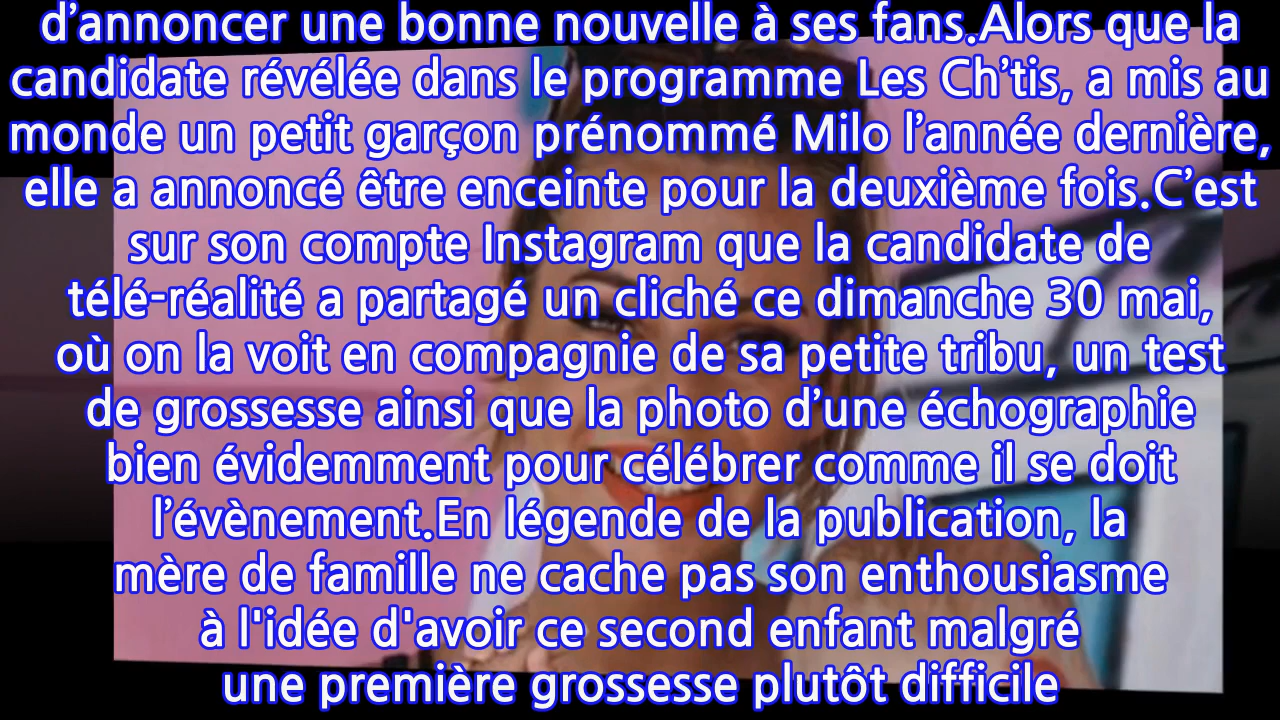 d’annoncer une bonne nouvelle à ses fans.Alors que la
candidate révélée dans le programme Les Ch’tis, a mis au
monde un petit garçon prénommé Milo l’année dernière,
elle a annoncé être enceinte pour la deuxième fois.C’est
sur son compte Instagram que la candidate de
télé-réalité a partagé un cliché ce dimanche 30 mai,
où on la voit en compagnie de sa petite tribu, un test
de grossesse ainsi que la photo d’une échographie
bien évidemment pour célébrer comme il se doit
l’évènement.En légende de la publication, la
mère de famille ne cache pas son enthousiasme
à l'idée d'avoir ce second enfant malgré
une première grossesse plutôt difficile